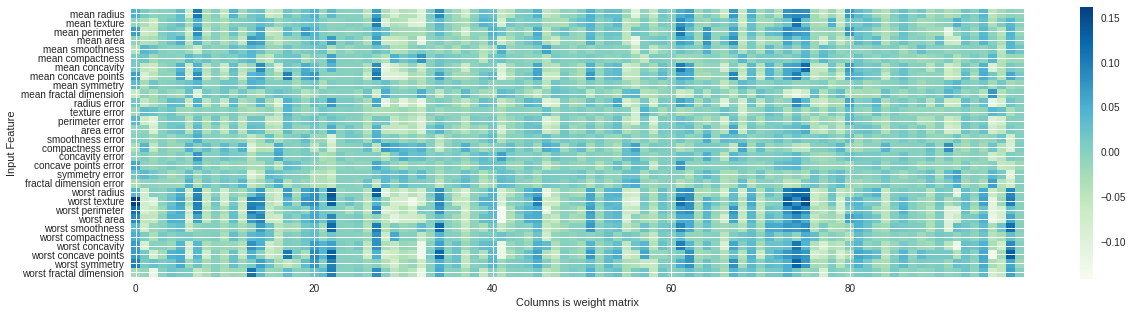 mean radius
mean texture
mean perimeter
mean area
mean smoothness
mean compactness
mean concavity
mean concave points
mean symmetry
mean fractal dimension
radius error
texture error
perimeter error
area error
smoothness error
compactness error
concavity error
concave points error
symmetry error
fractal dimension error
worst radius
worst texture
worst perimeter
worst area
worst smoothness
worst compactness
worst concavity
worst concave points
worst symmetry
worst fractal dimension
Input Feature
0 20 40 60 80
Columns is weight matrix
0.15
0.10
0.05
0.00
−0.05
−0.10